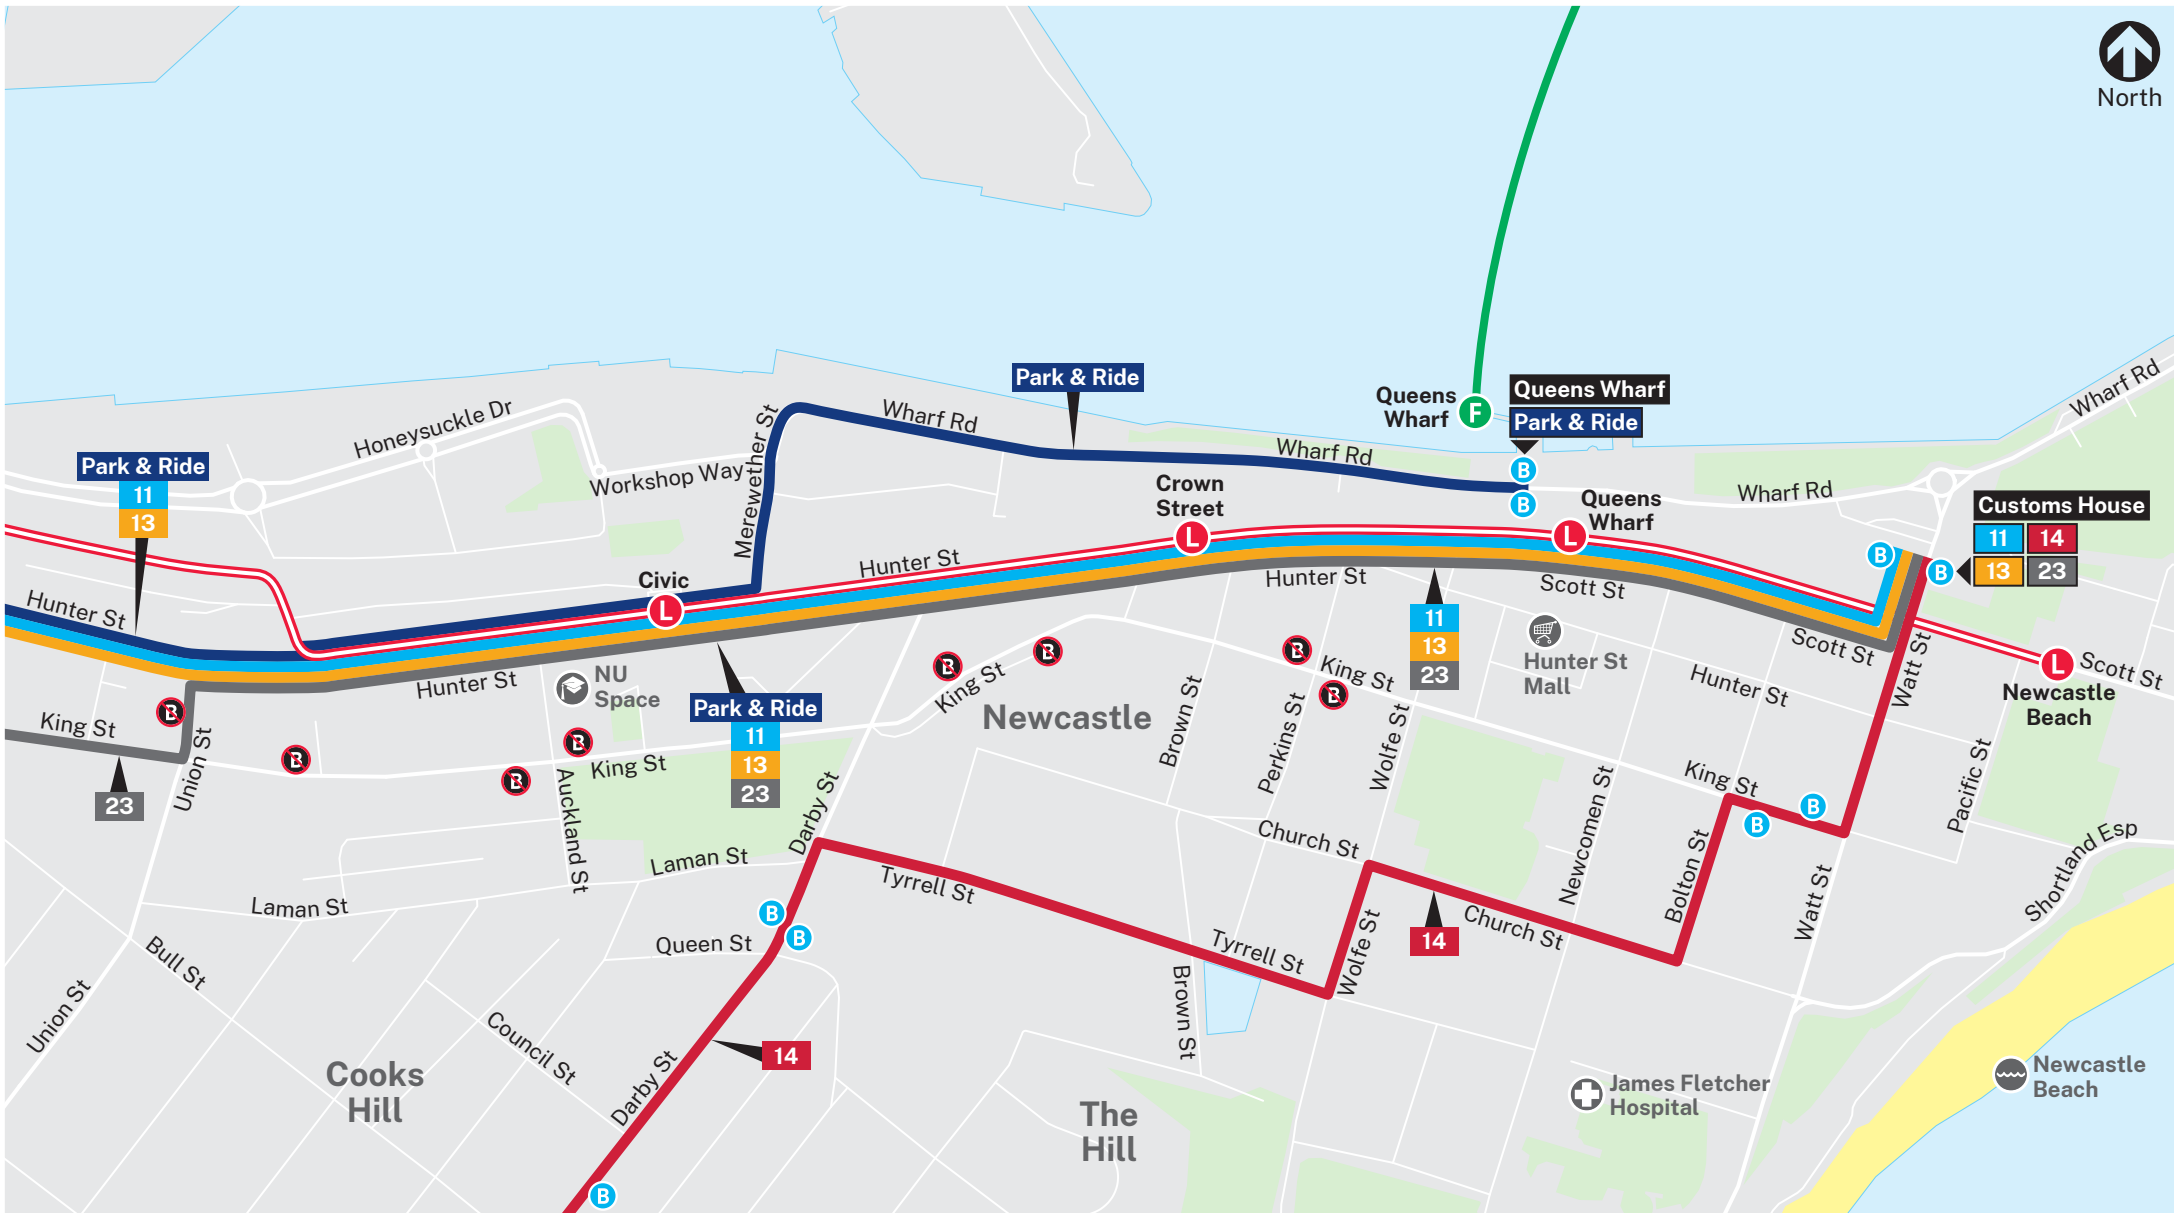 North
Park & Ride
Queens
Wharf
F
Queens Wharf
Park & Ride
Wharf Rd
Honeysuckle Dr
Merewether St
Wharf Rd
Wharf Rd
B
B
Park & Ride
11
13
Workshop Way
Crown
Street
L
Queens
Wharf
L
Wharf Rd
Customs House
11
14
13
23
B
B
Hunter St
Civic
L
Hunter St
Hunter St
Scott St
11
13
23
Hunter St
Mall
Scott St
Watt St
L
Scott St
Newcastle
Beach
Hunter St
NU
Space
B
B
B
B
King St
King St
Hunter St
King St
B
Union St
B
B
B
King St
Park & Ride
11
13
23
Newcastle
Brown St
Perkins St
Wolfe St
23
Auckland St
Darby St
Newcomen St
King St
B
B
Pacific St
Laman St
Church St
Bolton St
Shortland Esp
Laman St
Tyrrell St
B
B
Queen St
Wolfe St
14
Church St
Watt St
Bull St
Tyrrell St
Brown St
Union St
Council St
14
Darby St
Cooks
Hill
The
Hill
James Fletcher
Hospital
Newcastle
Beach
B